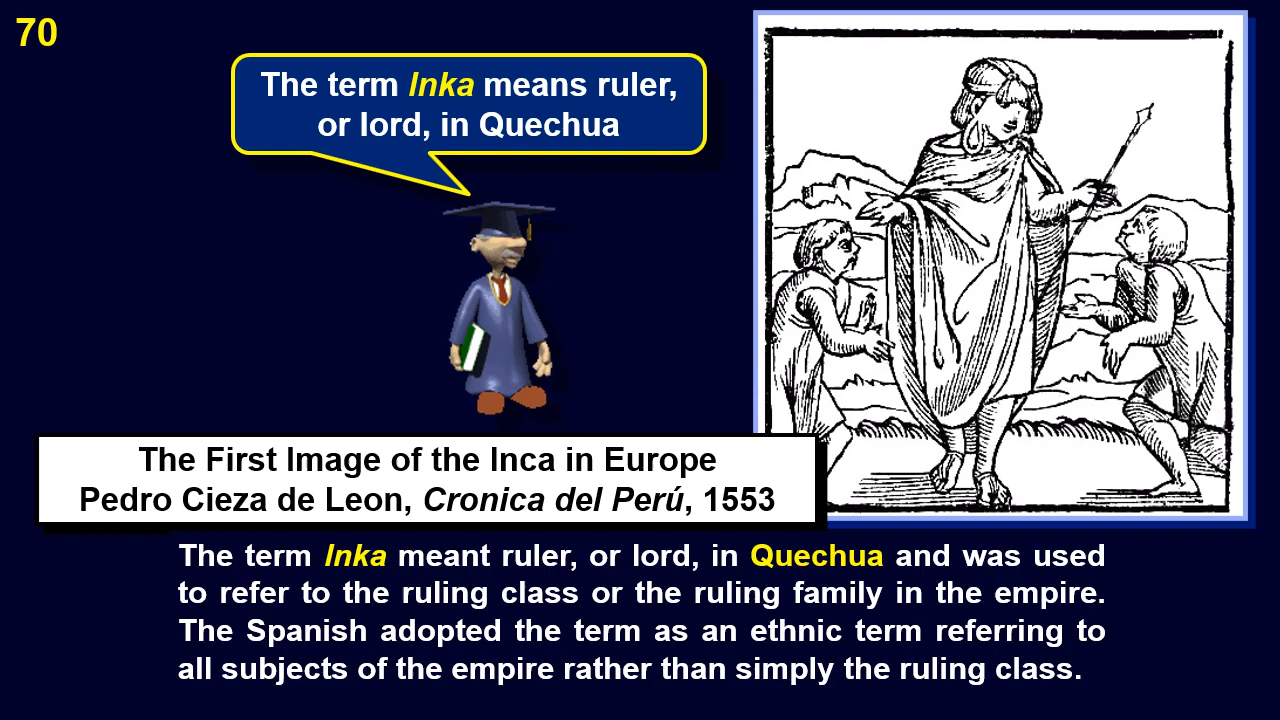 70
The term Inka means ruler,
or lord, in Quechua
The First Image of the Inca in Europe
Pedro Cieza de Leon, Cronica del Perú, 1553
The term Inka meant ruler, or lord, in Quechua and was used
to refer to the ruling class or the ruling family in the empire.
The Spanish adopted the term as an ethnic term referring to
all subjects of the empire rather than simply the ruling class.